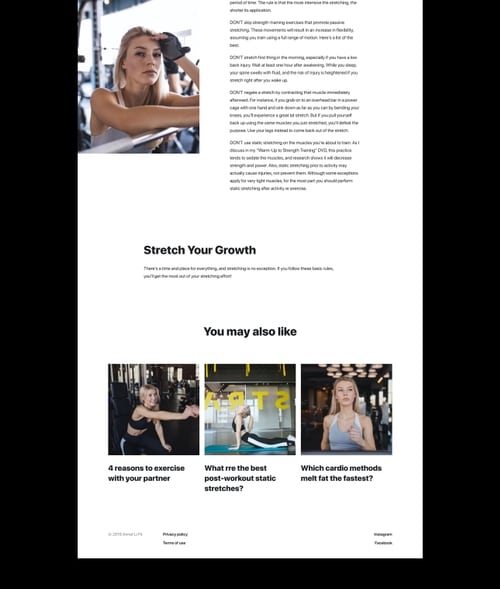 period of time. The rule is that the more intensive the stretching, the
shorter its application.
DON'T skip strength-training exercises that promote passive
stretching. These movements will result in an increase in flexibility,
assuming you train using a full range of motion. Here's a list of the
best.
DON'T stretch first thing in the morning, especially if you have a low
back injury. Wait at least one hour after awakening. While you sleep,
your spine swells with fluid, and the risk of injury is heightened if you
stretch right after you wake up.
DON'T negate a stretch by contracting that muscle immediately
afterward. For instance, if you grab on to an overhead bar in a power
cage with one hand and sink down as far as you can by bending your
knees, you'll experience a great lat stretch. But if you pull yourself
back up using the same muscles you just stretched, you'll defeat the
purpose. Use your legs instead to come back out of the stretch.
DON'T use static stretching on the muscles you're about to train. As I
discuss in my "Warm-Up to Strength Training" DVD, this practice
tends to sedate the muscles, and research shows it will decrease
strength and power. Also, static stretching prior to activity may
actually cause injuries, not prevent them. Although some exceptions
apply for very tight muscles, for the most part you should perform
static stretching after activity or exercise.
Stretch Your Growth
There's a time and place for everything, and stretching is no exception. If you follow these basic rules,
you'll get the most out of your stretching effort!
You may also like
STRA
4 reasons to exercise
with your partner
What rre the best
post-workout static
stretches?
Which cardio methods
melt fat the fastest?
Privacy policy
Terms of use
Instagram
Facebook